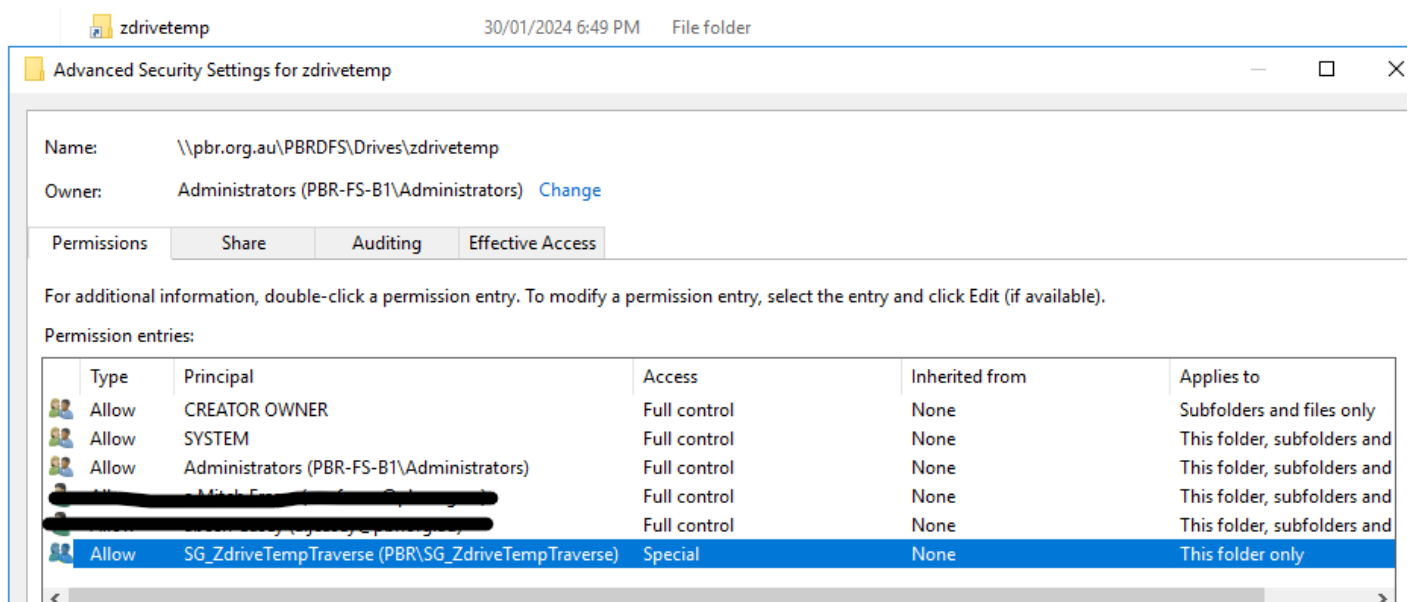 zdrivetemp 30/01/2024 6:49 PM File folder
Advanced Security Settings for zdrivetemp
Name: \\pbr.org.au\PBRDFS\Drives\zdrivetemp
Owner: Administrators (PBR-FS-B1\Administrators) Change
Permissions Share Auditing Effective Access
For additional information, double-click a permission entry. To modify a permission entry, select the entry and click Edit (if available).
Permission entries:
Type Principal Access Inherited from Applies to
Allow CREATOR OWNER Full control None Subfolders and files only
Allow SYSTEM Full control None This folder, subfolders and
Allow Administrators (PBR-FS-B1\Administrators) Full control None This folder, subfolders and
Full control None This folder, subfolders and
Full control None This folder, subfolders and
Allow SG_ZdriveTempTraverse (PBR\SG_ZdriveTempTraverse) Special None This folder only